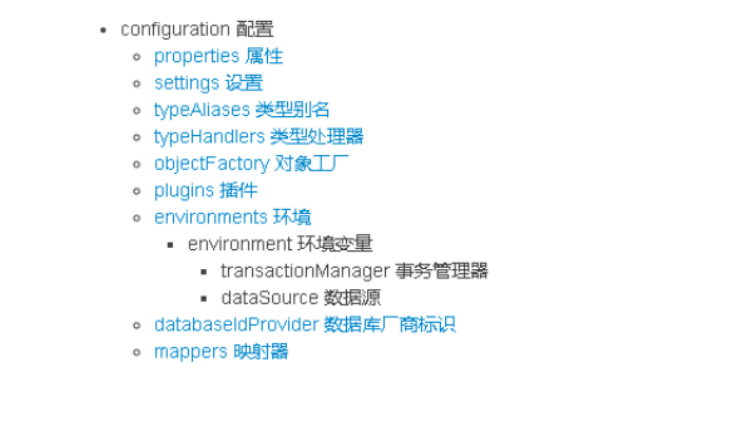 configuration 配置
properties 属性
settings 设置
typeAliases 类型别名
typeHandlers 类型处理器
objectFactory 对象工厂
plugins 插件
environments 环境
environment 环境变量
transactionManager 事务管理器
dataSource 数据源
databaseIdProvider 数据库厂商标识
mappers 映射器